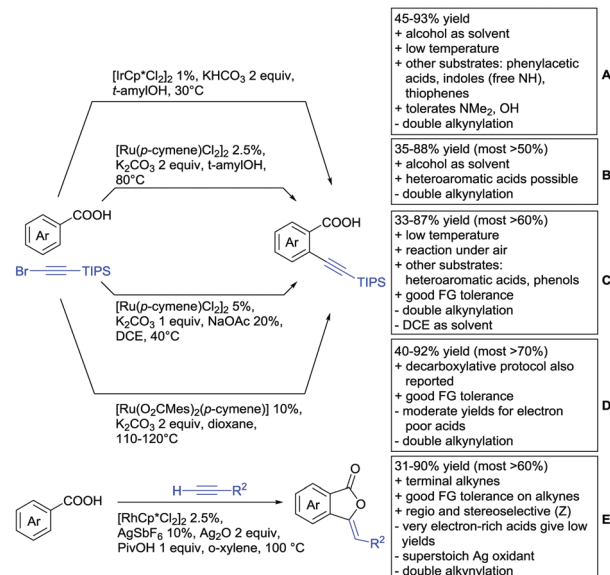 45-93% yield
+ alcohol as solvent
+ low temperature
+ other substrates: phenylacetic
acids, indoles (free NH),
thiophenes
+ tolerates NMe2, OH
- double alkynylation
A
[IrCp*Cl2]2 1%, KHCO3 2 equiv,
t-amylOH, 30°C
[Ru(p-cymene)Cl2]2 2.5%,
K2CO3 2 equiv, t-amylOH,
80°C
35-88% yield (most >50%)
+ alcohol as solvent
+ heteroaromatic acids possible
- double alkynylation
B
COOH
Ar
Br
TIPS
COOH
Ar
TIPS
33-87% yield (most >60%)
+ low temperature
+ reaction under air
+ other substrates:
heteroaromatic acids, phenols
+ good FG tolerance
- double alkynylation
- DCE as solvent
C
[Ru(p-cymene)Cl2]2 5%,
K2CO3 1 equiv, NaOAc 20%,
DCE, 40°C
[Ru(O2CMes)2(p-cymene)] 10%,
K2CO3 2 equiv, dioxane,
110-120°C
40-92% yield (most >70%)
+ decarboxylative protocol also
reported
+ good FG tolerance
- moderate yields for electron
poor acids
- double alkynylation
D
COOH
Ar
H
R2
[RhCp*Cl2]2 2.5%,
AgSbF6 10%, Ag2O 2 equiv,
PivOH 1 equiv, o-xylene, 100 °C
O
O
Ar
R2
31-90% yield (most >60%)
+ terminal alkynes
+ good FG tolerance on alkynes
+ regio and stereoselective (Z)
- very electron-rich acids give low
yields
- superstoich Ag oxidant
- double alkynylation
E